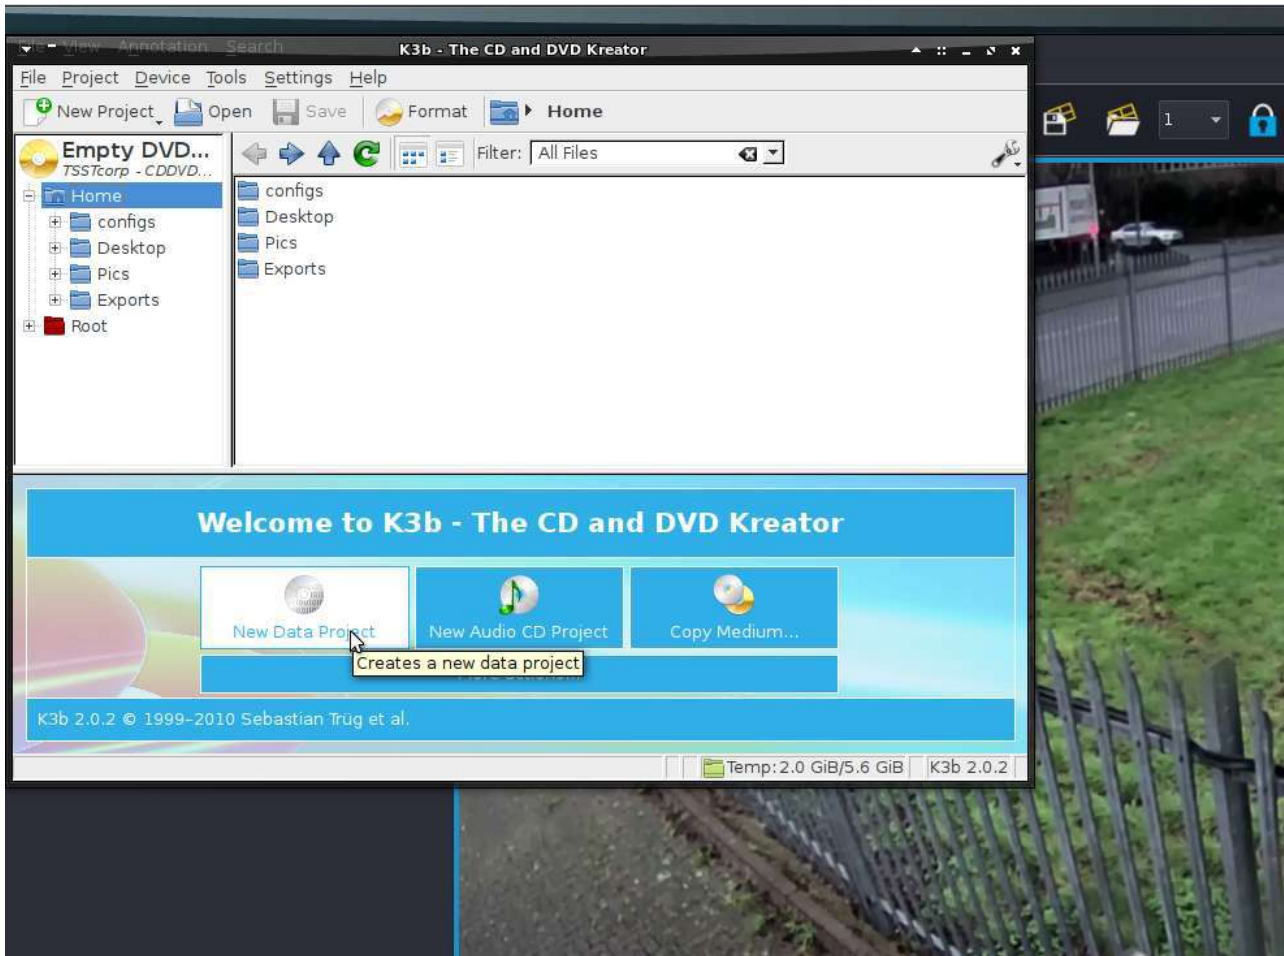 File View Annotation Search
K3b - The CD and DVD Kreator
File Project Device Tools Settings Help
New Project Open Save Format Home
1
Empty DVD...
TSSTcorp - CDDVD...
Filter: All Files
Home
configs
Desktop
Pics
Exports
Root
configs
Desktop
Pics
Exports
Welcome to K3b - The CD and DVD Kreator
New Data Project New Audio CD Project Copy Medium...
Creates a new data project
K3b 2.0.2 © 1999–2010 Sebastian Trüg et al.
Temp: 2.0 GiB/5.6 GiB K3b 2.0.2